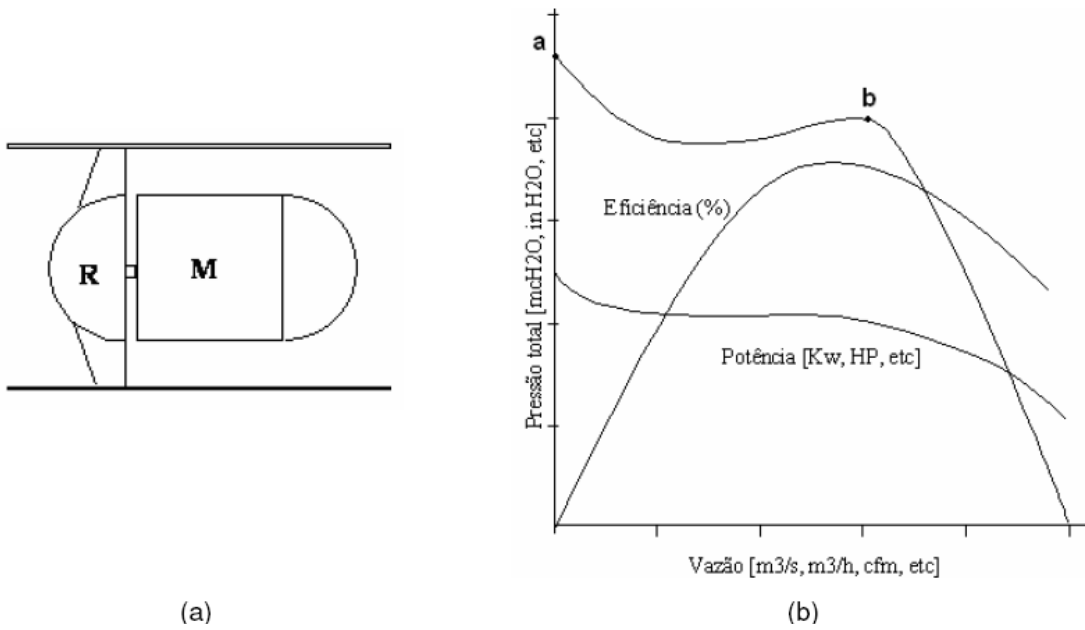 R
M
(a)
a
b
Eficiência (%)
Potência [Kw, HP, etc]
Pressão total [mcH2O, in H2O, etc]
Vazão [m3/s, m3/h, cfm, etc]
(b)